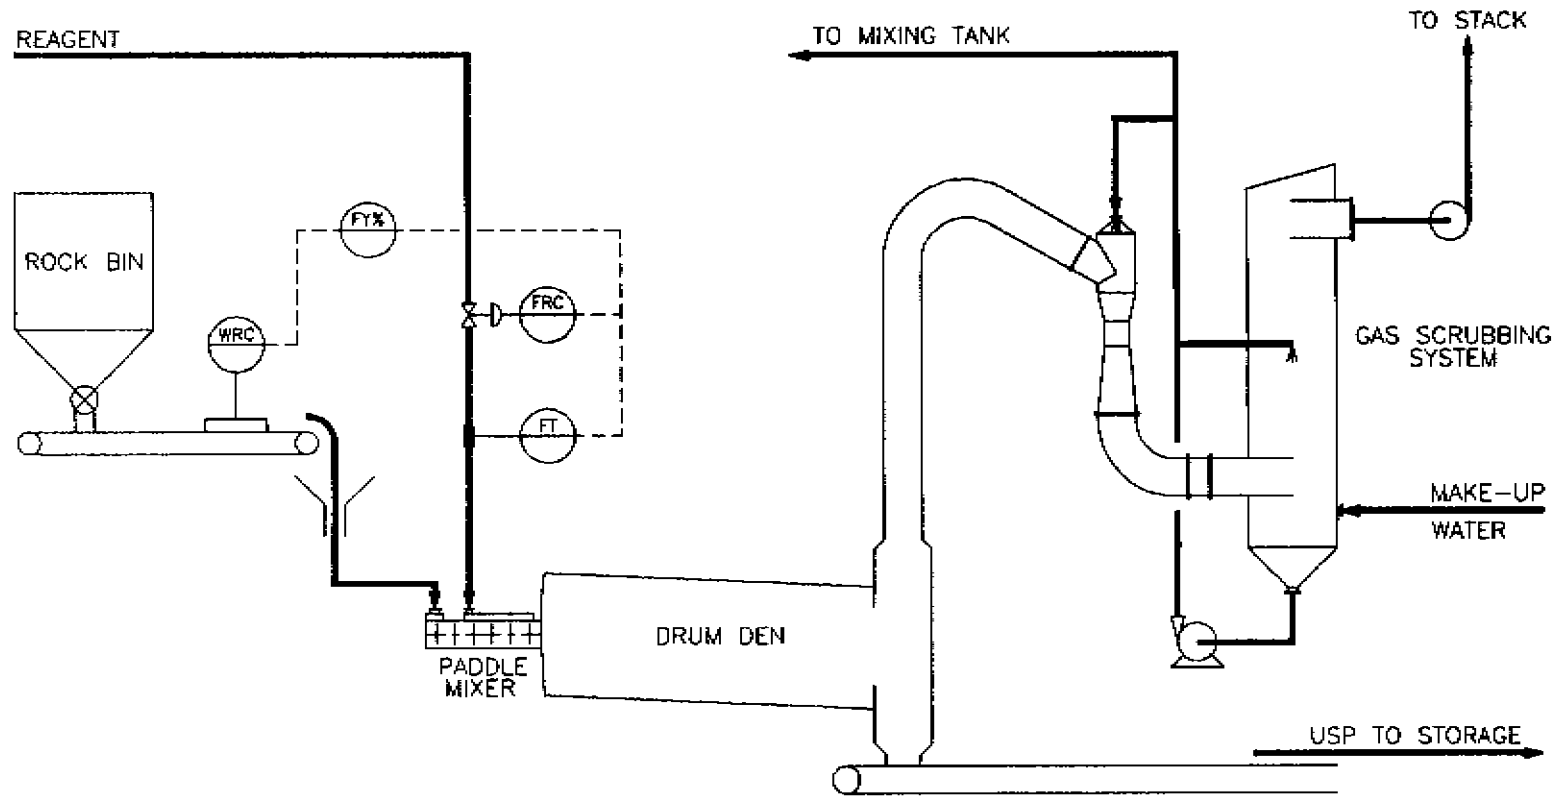 REAGENT
TO MIXING TANK
TO STACK
FY%
ROCK BIN
FRC
WRC
GAS SCRUBBING
SYSTEM
FT
MAKE-UP
WATER
DRUM DEN
PADDLE
MIXER
USP TO STORAGE